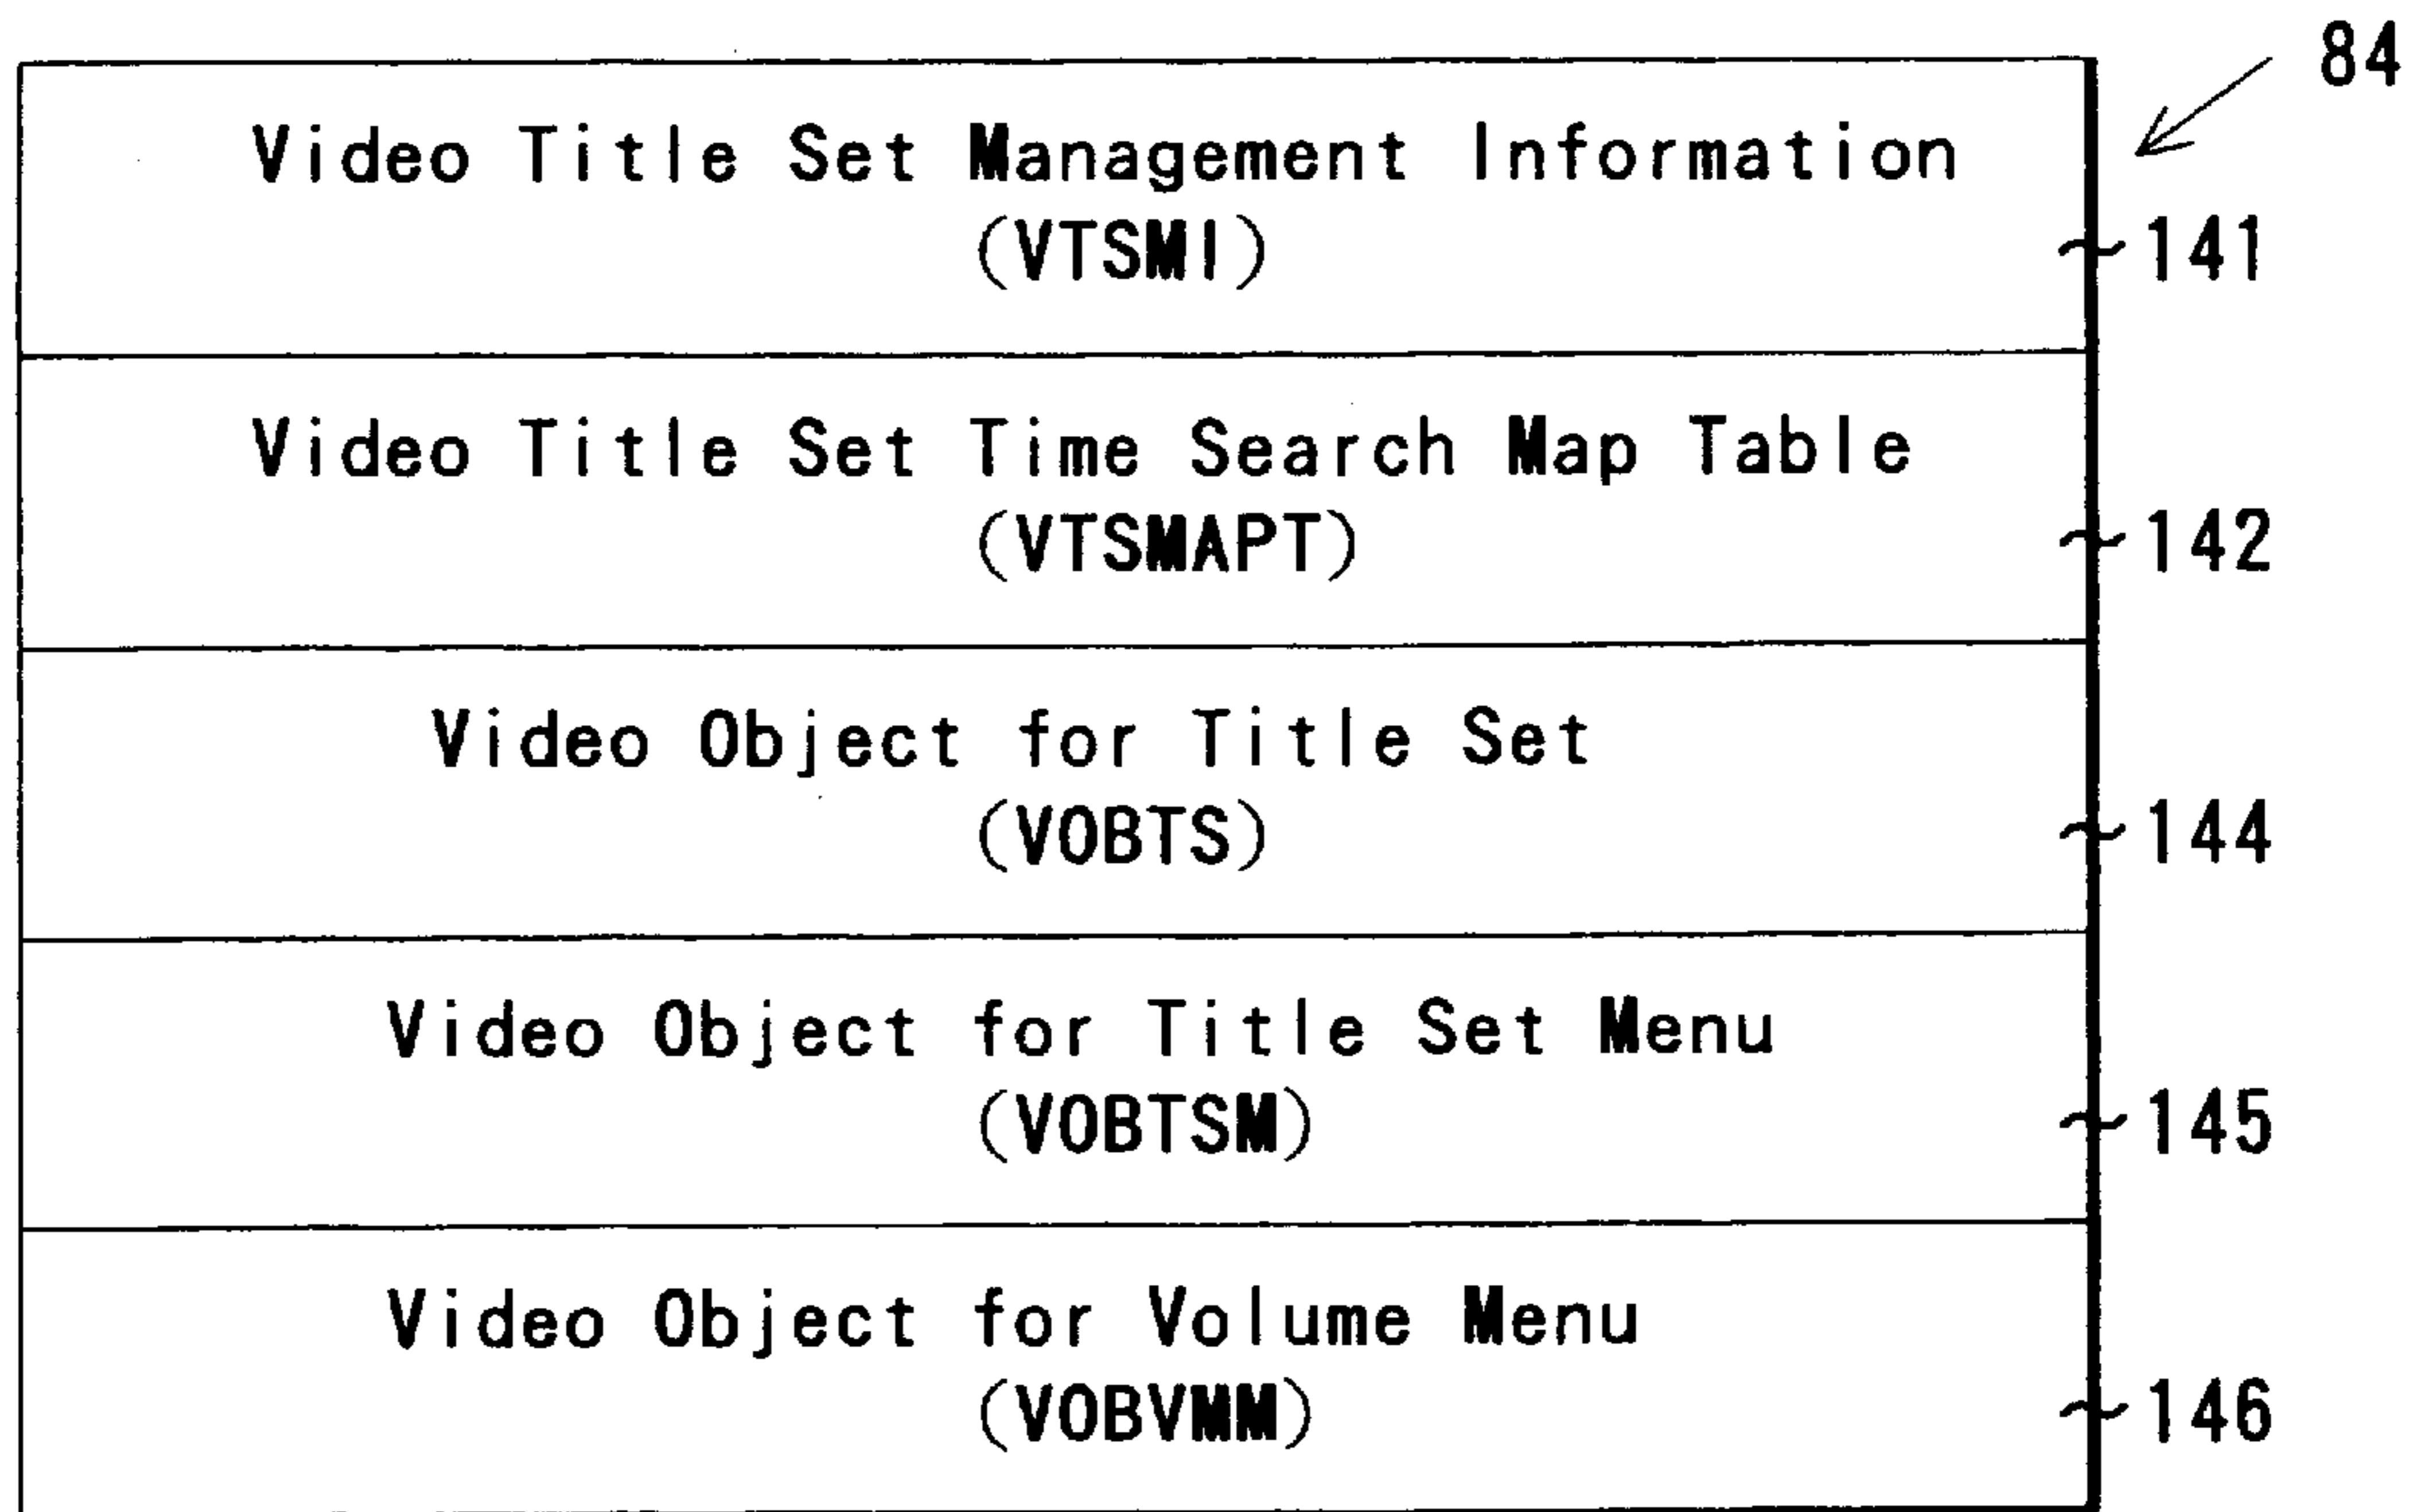 84
Video Title Set Management Information
(VTSMI)
141
Video Title Set Time Search Map Table
(VTSMAPT)
142
Video Object for Title Set
(VOBTS)
144
Video Object for Title Set Menu
(VOBTSM)
145
Video Object for Volume Menu
(VOBVMM)
146